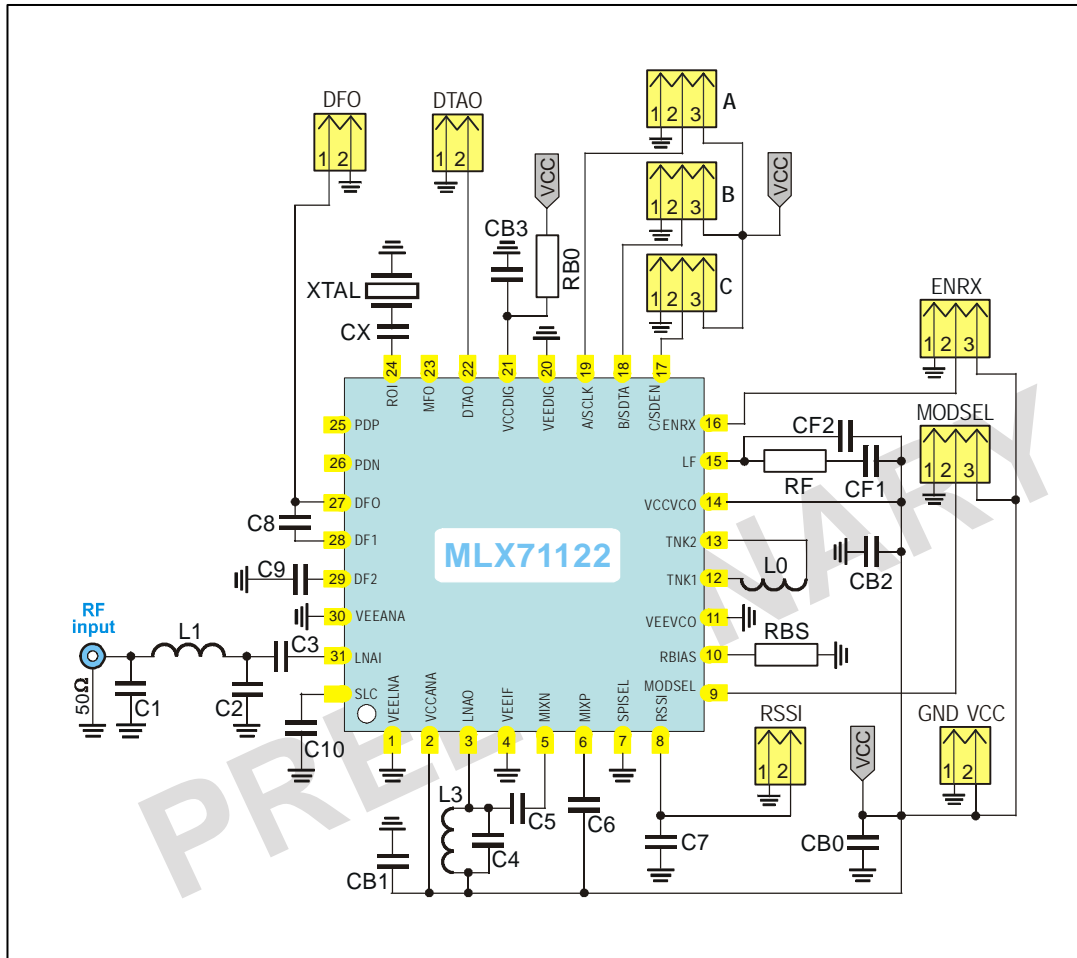 DFO
1 2
DTAO
1 2
A
1 2 3
VCC
B
1 2 3
VCC
CB3
RB0
C
1 2 3
XTAL
CX
ENRX
1 2 3
24 23 22 21 20 19 18 17
ROI MFO DTAO VCCDIG VEEDIG A/SCLK B/SDTA C/SDEN
25 PDP
26 PDN
27 DFO
28 DF1
29 DF2
30 VEEANA
31 LNAI
SLC
ENRX 16
LF 15
VCCVCO 14
TNK2 13
TNK1 12
VEEVCO 11
RBIAS 10
MODSEL 9
MLX71122
CF2
RF
CF1
MODSEL
1 2 3
L0
CB2
RBS
C8
C9
RF
input
50Ω
L1
C3
C1
C2
C10
VEELNA VCCANA LNAO VEEIF MIXN MIXP SPISEL RSSI
1 2 3 4 5 6 7 8
RSSI
1 2
VCC
GND VCC
1 2
L3
C4
C5
C6
C7
CB0
CB1